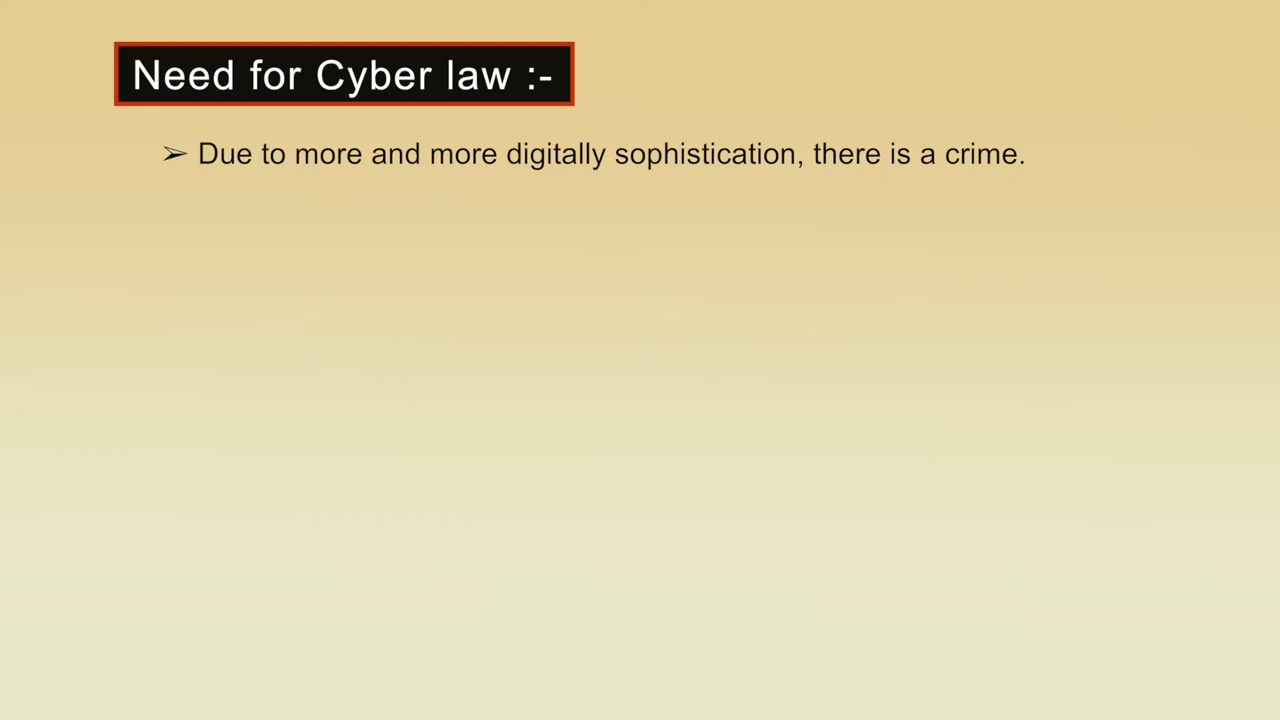 Need for Cyber law :-
➢ Due to more and more digitally sophistication, there is a crime.